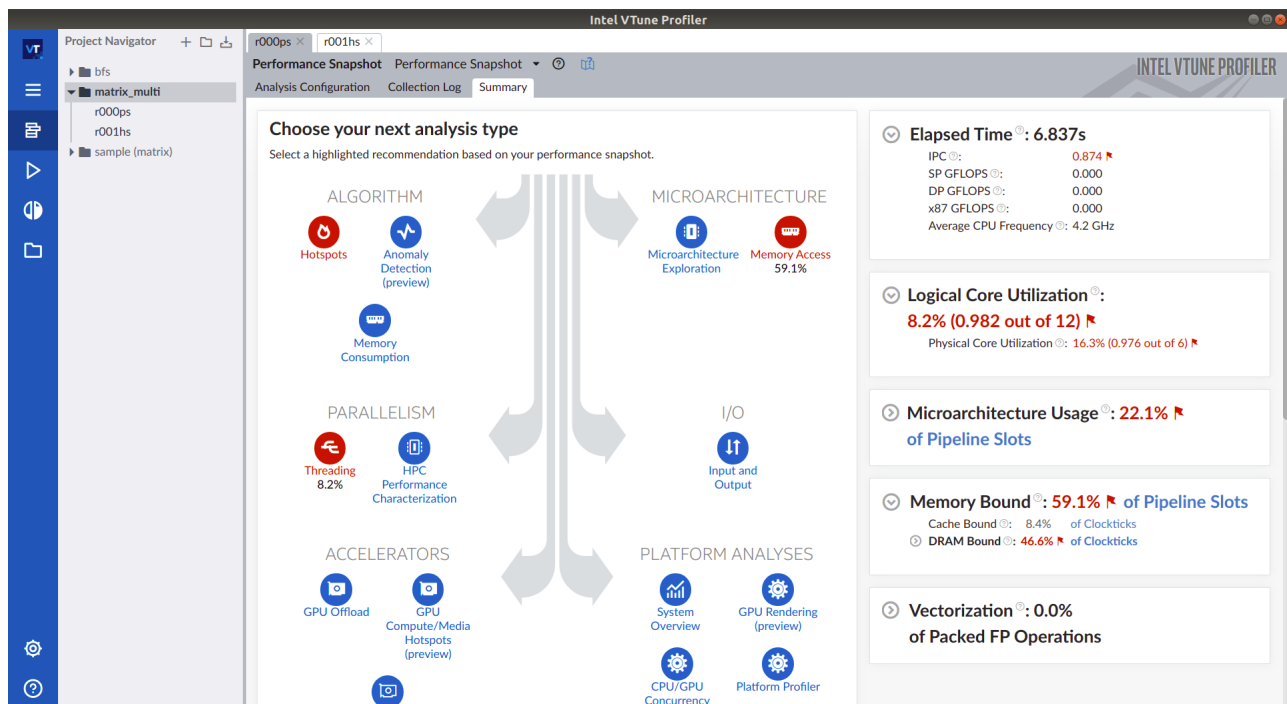 Intel VTune Profiler
VT
Project Navigator
bfs
matrix_multi
r000ps
r001hs
sample (matrix)
r000ps
r001hs
Performance Snapshot Performance Snapshot
INTEL VTUNE PROFILER
Analysis Configuration Collection Log Summary
Choose your next analysis type
Select a highlighted recommendation based on your performance snapshot.
ALGORITHM
Hotspots
Anomaly
Detection
(preview)
Memory
Consumption
MICROARCHITECTURE
Microarchitecture
Exploration
Memory Access
59.1%
PARALLELISM
Threading
8.2%
HPC
Performance
Characterization
I/O
Input and
Output
ACCELERATORS
GPU Offload
GPU
Compute/Media
Hotspots
(preview)
PLATFORM ANALYSES
System
Overview
GPU Rendering
(preview)
CPU/GPU
Concurrency
Platform Profiler
Elapsed Time: 6.837s
IPC: 0.874
SP GFLOPS: 0.000
DP GFLOPS: 0.000
x87 GFLOPS: 0.000
Average CPU Frequency: 4.2 GHz
Logical Core Utilization:
8.2% (0.982 out of 12)
Physical Core Utilization: 16.3% (0.976 out of 6)
Microarchitecture Usage: 22.1%
of Pipeline Slots
Memory Bound: 59.1% of Pipeline Slots
Cache Bound: 8.4% of Clockticks
DRAM Bound: 46.6% of Clockticks
Vectorization: 0.0%
of Packed FP Operations